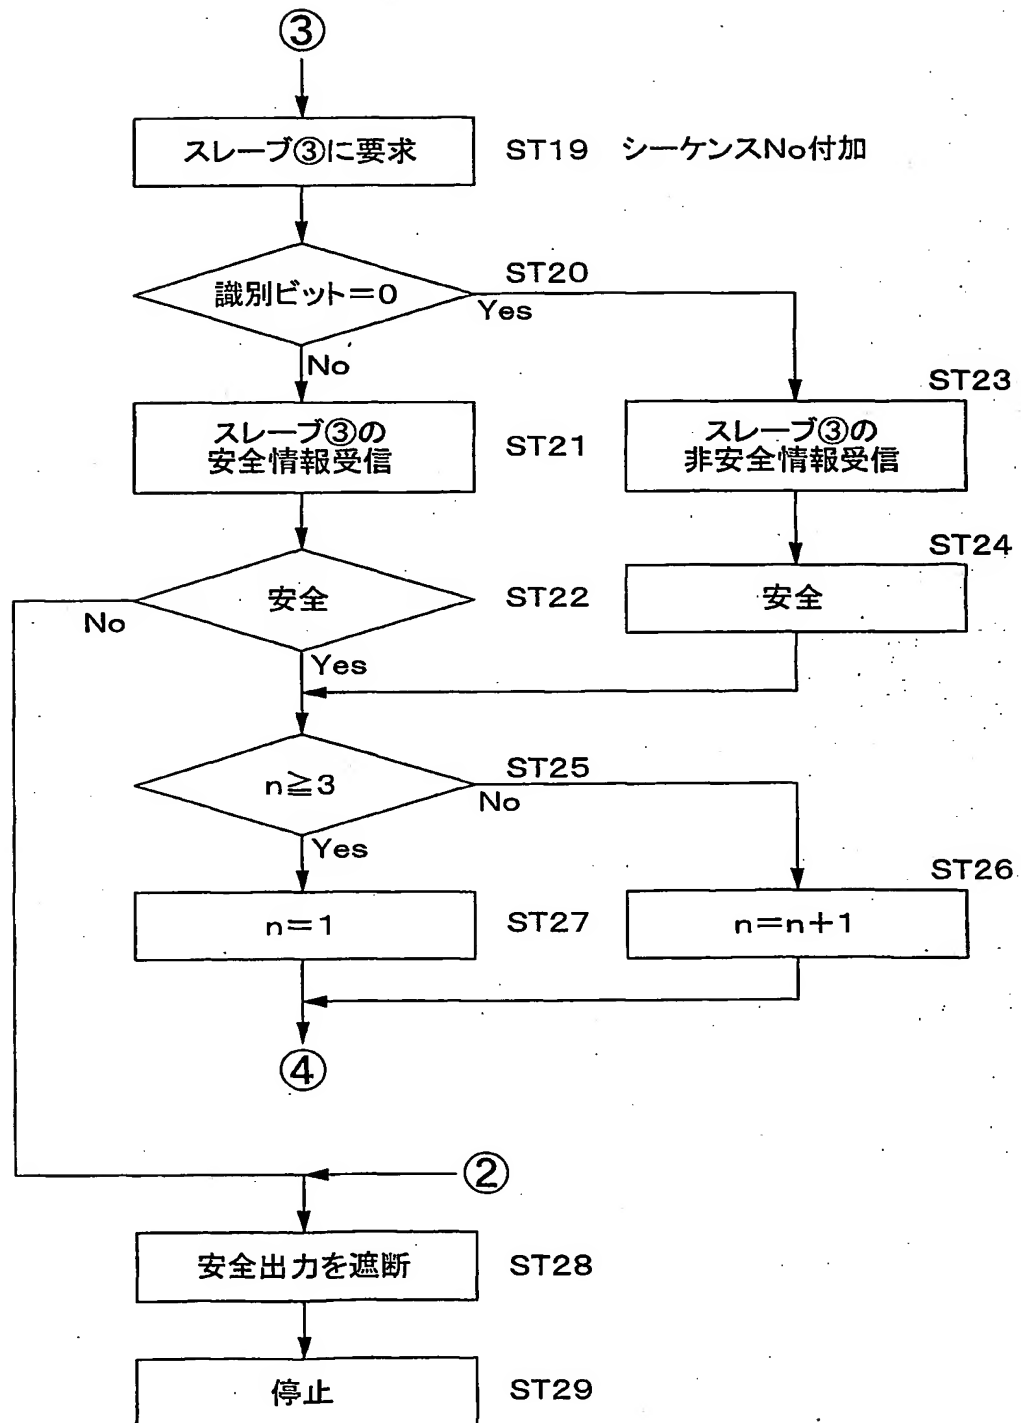 ③
スレーブ③に要求
ST19 シーケンスNo付加
識別ビット=0
ST20
Yes
No
ST23
スレーブ③の
安全情報受信
ST21
スレーブ③の
非安全情報受信
ST24
安全
ST22
安全
No
Yes
n≧3
ST25
No
Yes
ST26
n=1
ST27
n=n+1
④
②
安全出力を遮断
ST28
停止
ST29